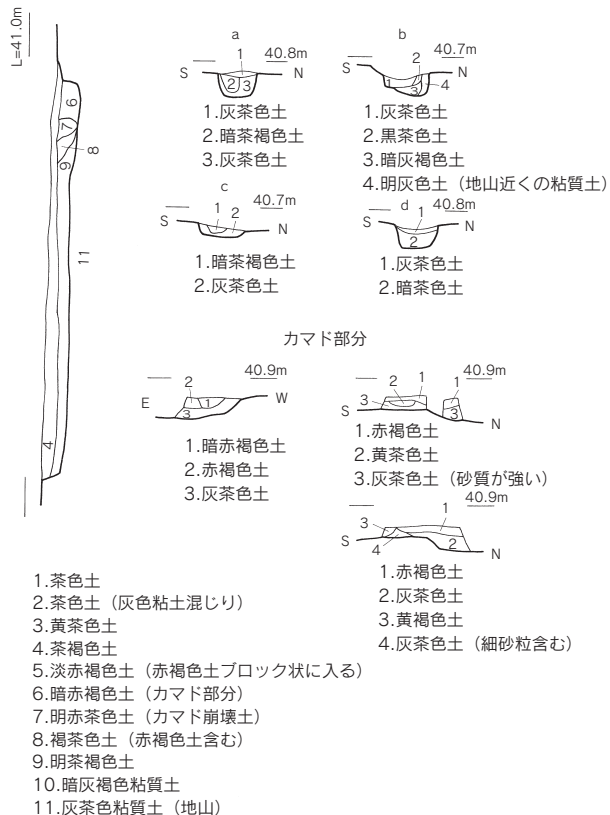 L=41.0m
6
7
8
9
11
4
a
1 40.8m
S N
2 3
1.灰茶色土
2.暗茶褐色土
3.灰茶色土
b
2 40.7m
S N
1 3 4
1.灰茶色土
2.黒茶色土
3.暗灰褐色土
4.明灰色土（地山近くの粘質土）
c
1 2 40.7m
S N
1.暗茶褐色土
2.灰茶色土
d
1 40.8m
S N
2
1.灰茶色土
2.暗茶色土
カマド部分
2 40.9m
E 1 W
3
1.暗赤褐色土
2.赤褐色土
3.灰茶色土
2 1 1 40.9m
3 3
S N
1.赤褐色土
2.黄茶色土
3.灰茶色土（砂質が強い）
40.9m
3 1
S 4 2 N
1.赤褐色土
2.灰茶色土
3.黄褐色土
4.灰茶色土（細砂粒含む）
1.茶色土
2.茶色土（灰色粘土混じり）
3.黄茶色土
4.茶褐色土
5.淡赤褐色土（赤褐色土ブロック状に入る）
6.暗赤褐色土（カマド部分）
7.明赤茶色土（カマド崩壊土）
8.褐茶色土（赤褐色土含む）
9.明茶褐色土
10.暗灰褐色粘質土
11.灰茶色粘質土（地山）